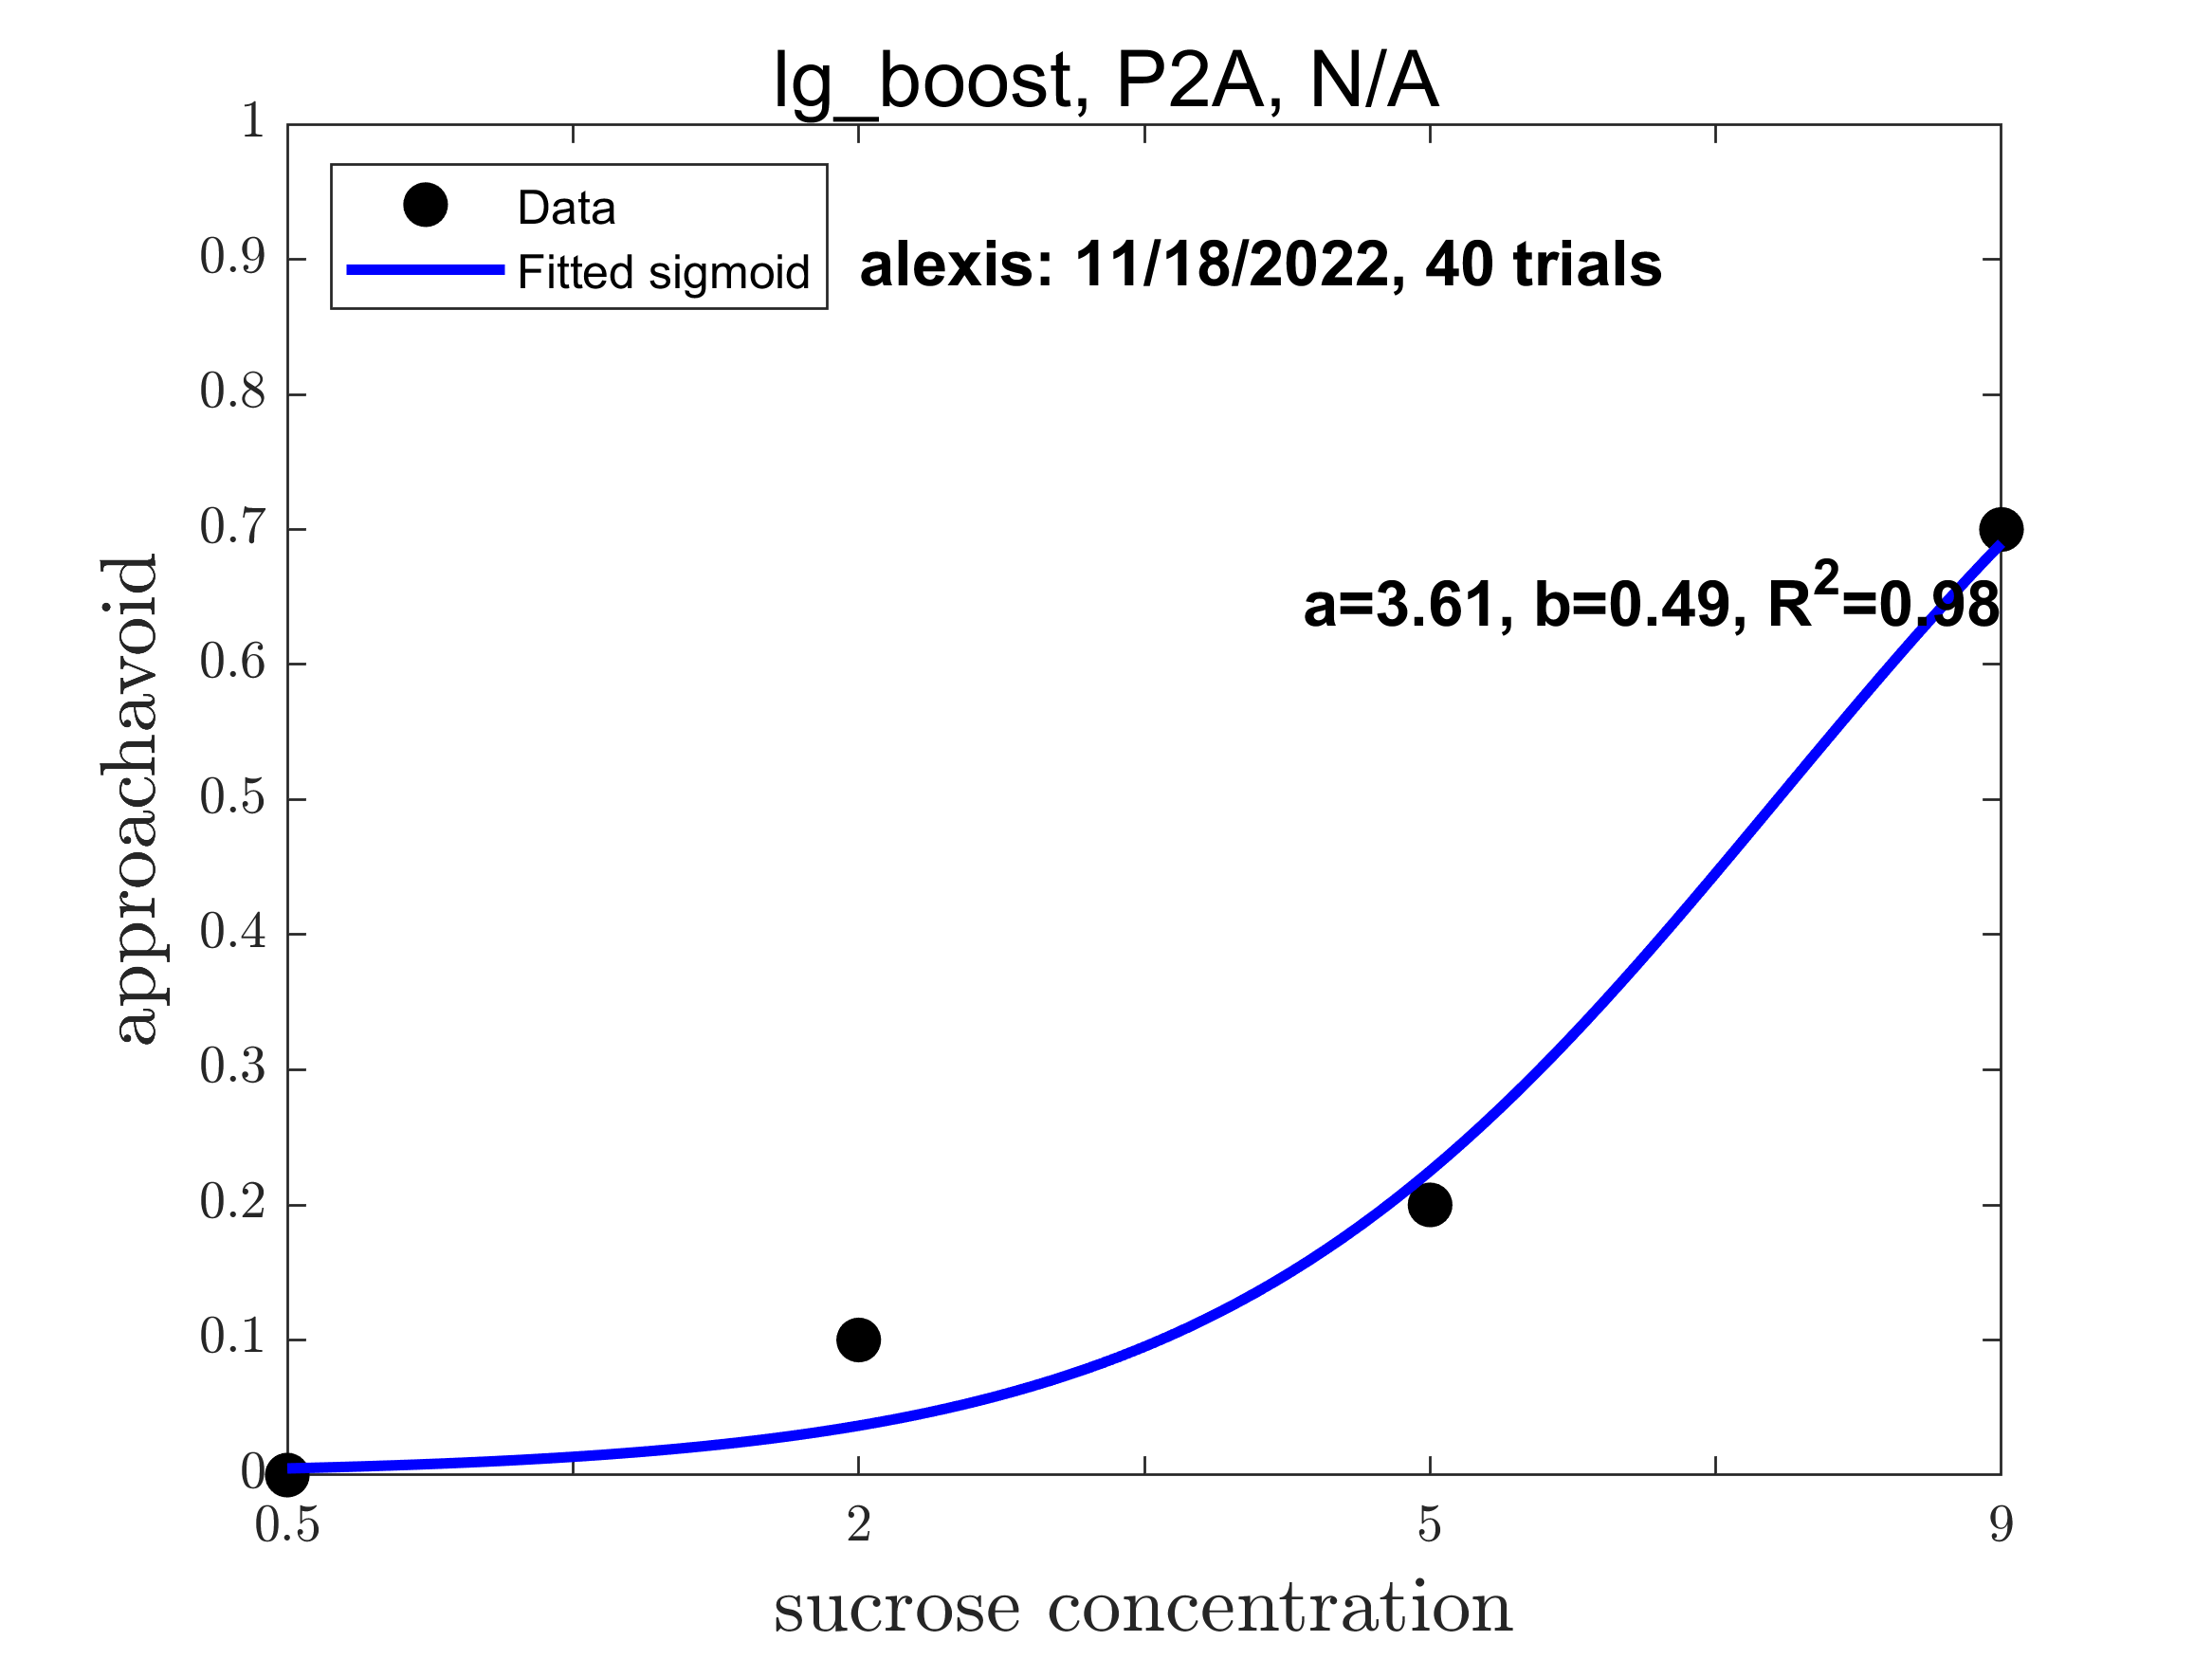 lg_boost, P2A, N/A
1
Data
Fitted sigmoid
alexis: 11/18/2022, 40 trials
0.9
0.8
0.7
a=3.61, b=0.49, R²=0.98
0.6
0.5
0.4
0.3
0.2
0.1
0
approachavoid
0.5 2 5 9
sucrose concentration